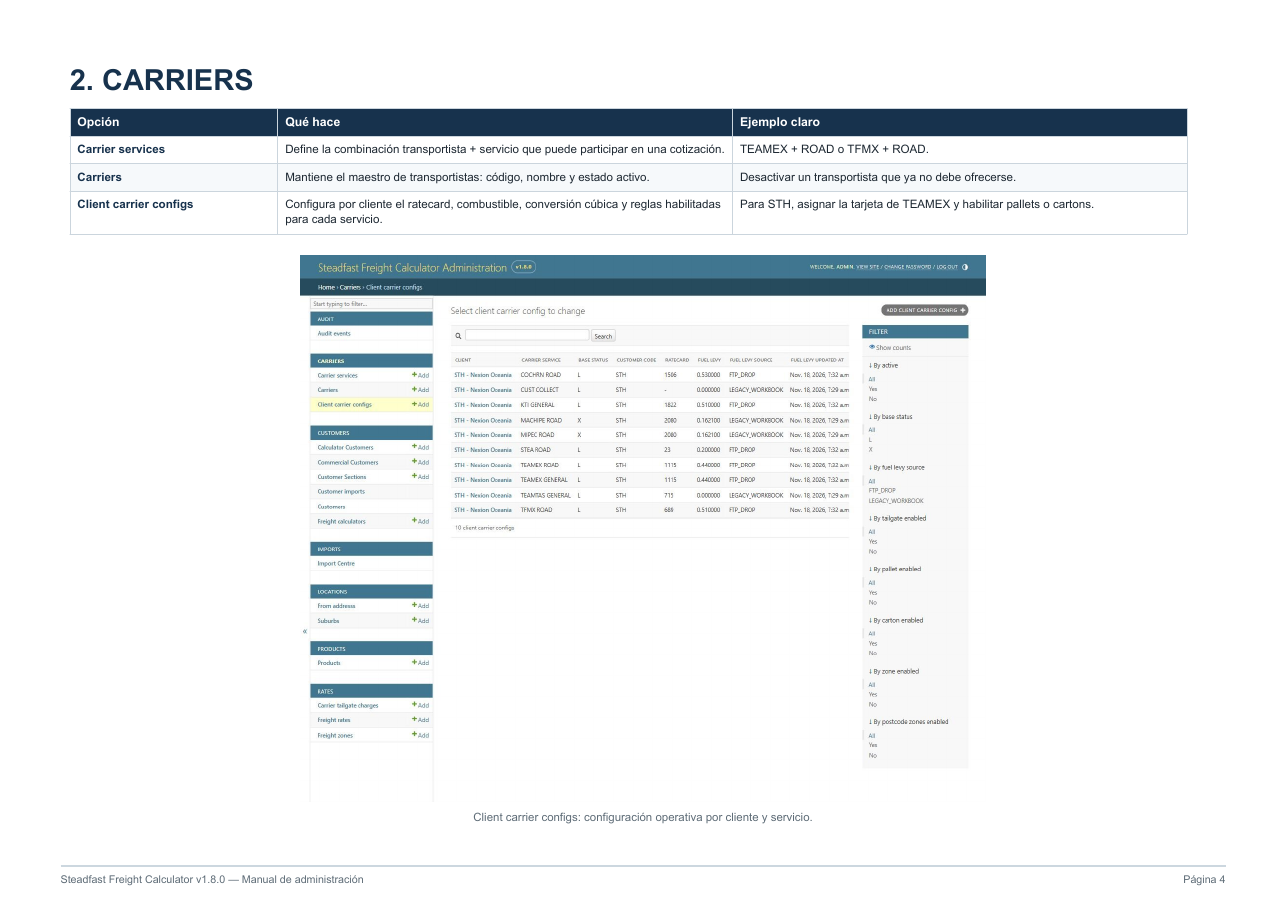 2. CARRIERS
Opción Qué hace Ejemplo claro
Carrier services Define la combinación transportista + servicio que puede participar en una cotización. TEAMEX + ROAD o TFMX + ROAD.
Carriers Mantiene el maestro de transportistas: código, nombre y estado activo. Desactivar un transportista que ya no debe ofrecerse.
Client carrier configs Configura por cliente el ratecard, combustible, conversión cúbica y reglas habilitadas Para STH, asignar la tarjeta de TEAMEX y habilitar pallets o cartons.
para cada servicio.
Steadfast Freight Calculator Administration v1.8.0 WELCOME, ADMIN. VIEW SITE / CHANGE PASSWORD / LOG OUT
Home › Carriers › Client carrier configs
Start typing to filter...
AUDIT
Audit events
CARRIERS
Carrier services +Add
Carriers +Add
Client carrier configs +Add
CUSTOMERS
Calculator Customers +Add
Commercial Customers +Add
Customer Sections +Add
Customer imports
Customers
Freight calculators +Add
IMPORTS
Import Centre
LOCATIONS
From address +Add
Suburbs +Add
«
PRODUCTS
Products +Add
RATES
Carrier tailgate charges +Add
Freight rates +Add
Freight zones +Add
Select client carrier config to change
ADD CLIENT CARRIER CONFIG +
Search
CLIENT CARRIER SERVICE BASE STATUS CUSTOMER CODE RATECARD FUEL LEVY FUEL LEVY SOURCE FUEL LEVY UPDATED AT
STH - Nexion Oceania COCHRN ROAD L STH 1506 0.530000 FTP_DROP Nov. 18, 2026, 7:32 a.m
STH - Nexion Oceania CUST COLLECT L STH - 0.000000 LEGACY_WORKBOOK Nov. 18, 2026, 7:29 a.m
STH - Nexion Oceania KTI GENERAL L STH 1822 0.510000 FTP_DROP Nov. 18, 2026, 7:32 a.m
STH - Nexion Oceania MACHIPE ROAD X STH 2080 0.162100 LEGACY_WORKBOOK Nov. 18, 2026, 7:29 a.m
STH - Nexion Oceania MIPEC ROAD X STH 2080 0.162100 LEGACY_WORKBOOK Nov. 18, 2026, 7:29 a.m
STH - Nexion Oceania STEA ROAD L STH 23 0.200000 FTP_DROP Nov. 18, 2026, 7:32 a.m
STH - Nexion Oceania TEAMEX ROAD L STH 1115 0.440000 FTP_DROP Nov. 18, 2026, 7:32 a.m
STH - Nexion Oceania TEAMEX GENERAL L STH 1115 0.440000 FTP_DROP Nov. 18, 2026, 7:32 a.m
STH - Nexion Oceania TEAMTAS GENERAL L STH 715 0.000000 LEGACY_WORKBOOK Nov. 18, 2026, 7:29 a.m
STH - Nexion Oceania TFMX ROAD L STH 689 0.510000 FTP_DROP Nov. 18, 2026, 7:32 a.m
10 client carrier configs
FILTER
Show counts
↓ By active
All
Yes
No
↓ By base status
All
L
X
↓ By fuel levy source
All
FTP_DROP
LEGACY_WORKBOOK
↓ By tailgate enabled
All
Yes
No
↓ By pallet enabled
All
Yes
No
↓ By carton enabled
All
Yes
No
↓ By zone enabled
All
Yes
No
↓ By postcode zones enabled
All
Yes
No
Client carrier configs: configuración operativa por cliente y servicio.
Steadfast Freight Calculator v1.8.0 — Manual de administración Página 4